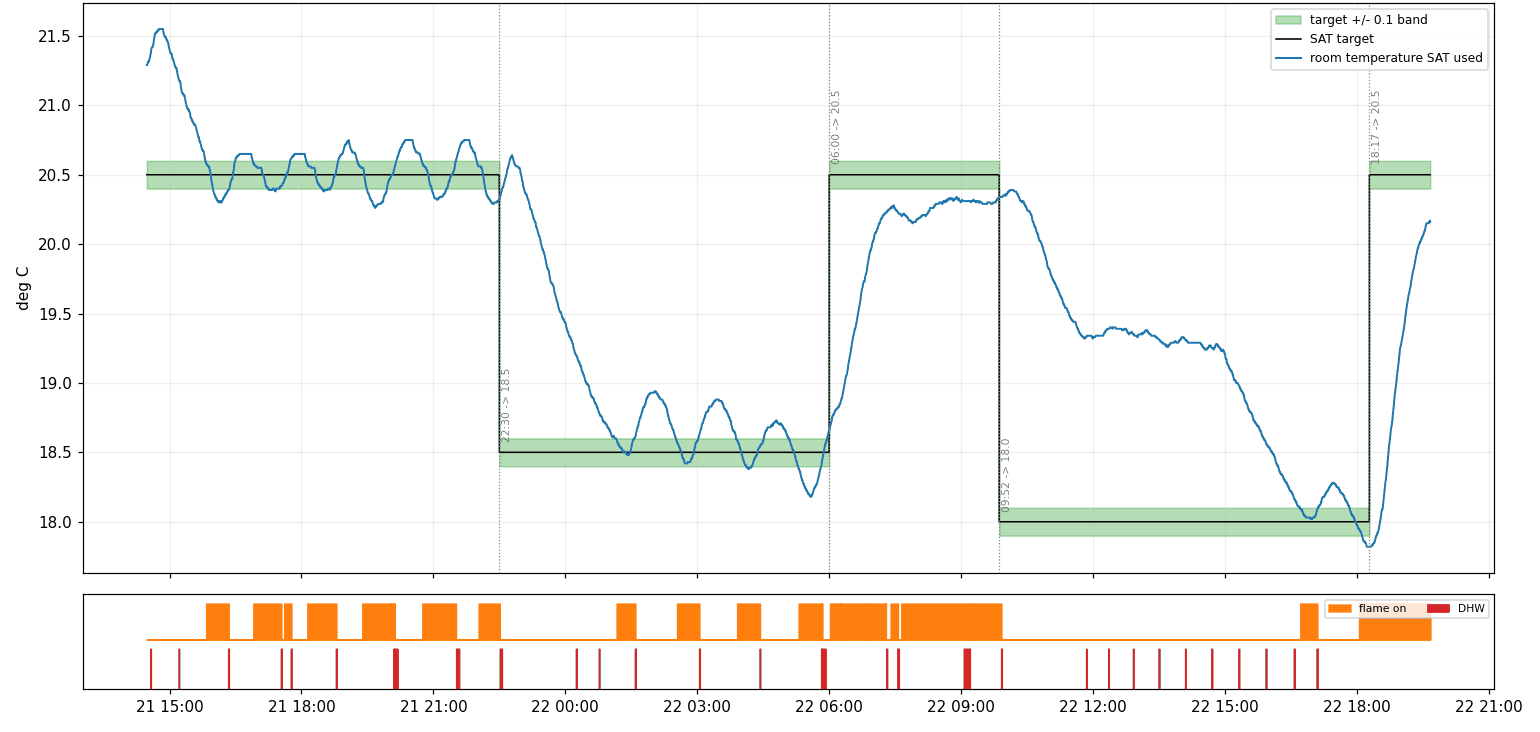 21.5
21.0
20.5
20.0
19.5
19.0
18.5
18.0
deg C
target +/- 0.1 band
SAT target
room temperature SAT used
22:30 -> 18.5
06:00 -> 20.5
09:52 -> 18.0
18:17 -> 20.5
flame on
DHW
21 15:00
21 18:00
21 21:00
22 00:00
22 03:00
22 06:00
22 09:00
22 12:00
22 15:00
22 18:00
22 21:00